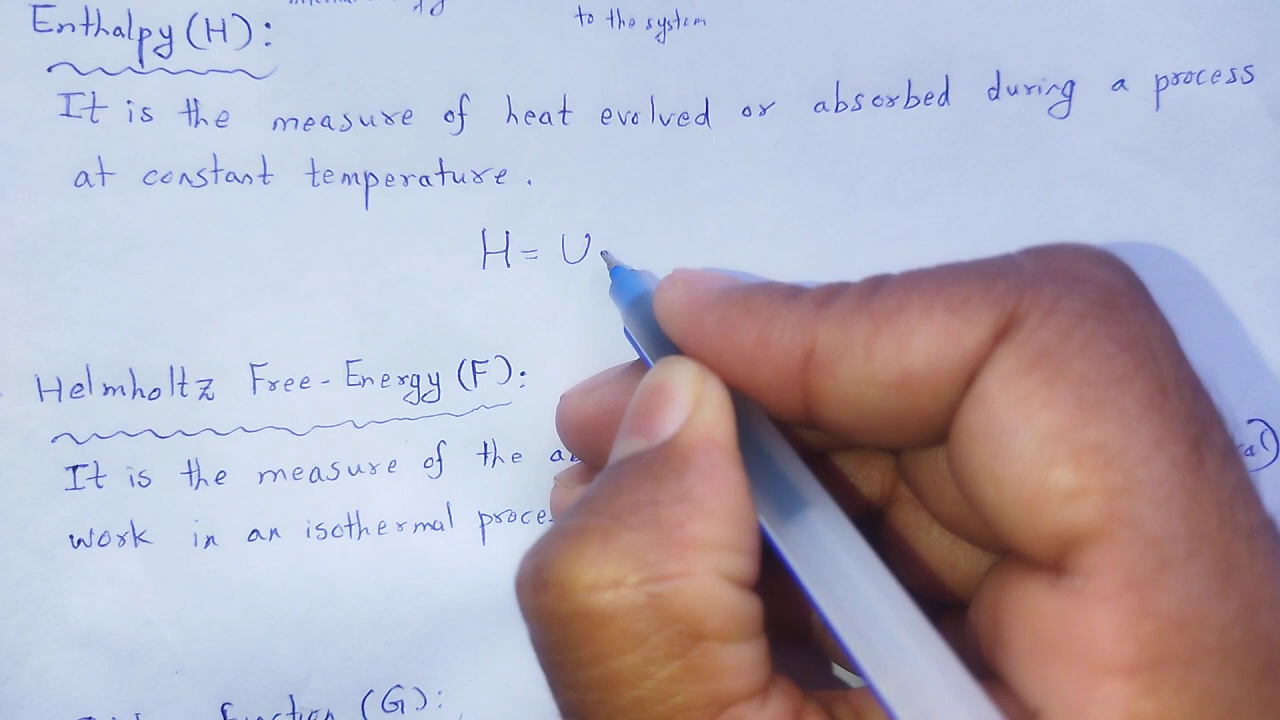 to the system
Enthalpy (H):
It is the measure of heat evolved or absorbed during a process
at constant temperature.
H = U
Helmholtz Free-Energy (F):
It is the measure of the
work in an isothermal
(G):